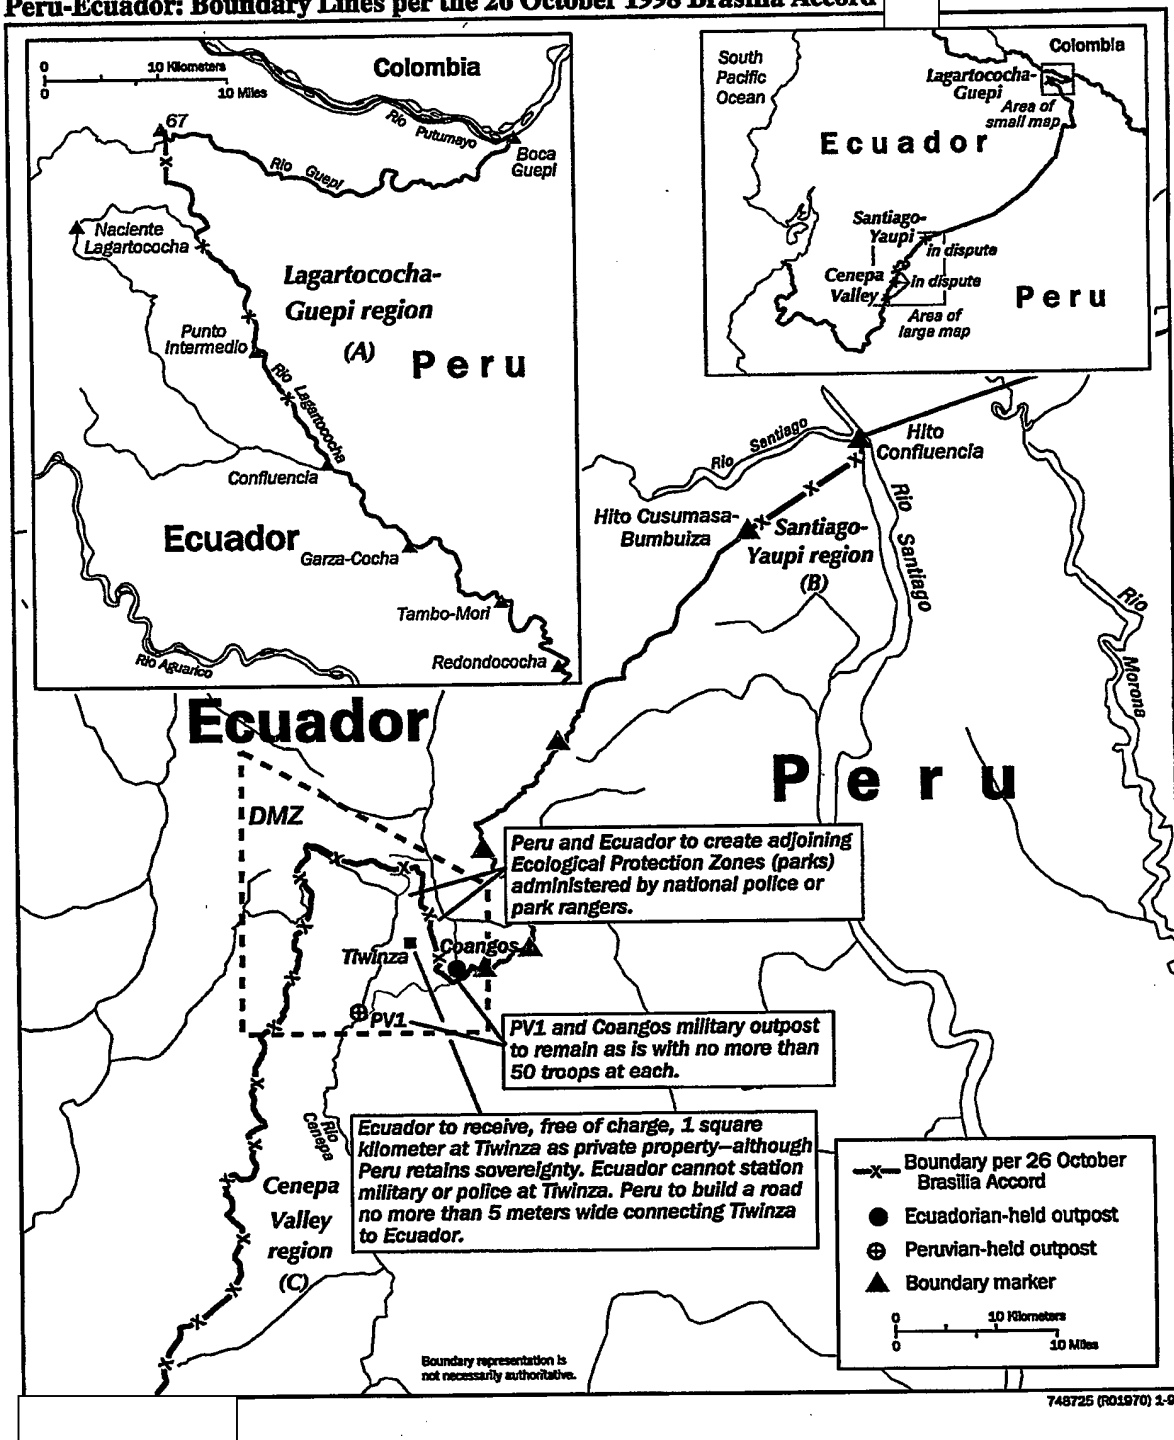 Peru-Ecuador: Boundary Lines per the 26 October 1998 Brasilia Accord
0
10 Kilometers
0
10 Miles
Colombia
Rio Putumayo
67
Boca
Guepi
Rio Guepi
Naciente
Lagartococha
Lagartococha-
Guepi region
(A)
Punto
Intermedio
Peru
Rio Lagartococha
Confluencia
Ecuador
Garza-Cocha
Tambo-Mori
Redondococha
Rio Aguarico
South
Pacific
Ocean
Colombia
Lagartococha-
Guepi
Area of
small map
Ecuador
Santiago-
Yaupi
in dispute
Cenepa
Valley
in dispute
Peru
Area of
large map
Rio Santiago
Hito
Confluencia
Hito Cusumasa-
Bumbuiza
Santiago-
Yaupi region
(B)
Rio Santiago
Rio Morona
Ecuador
Peru
DMZ
Peru and Ecuador to create adjoining
Ecological Protection Zones (parks)
administered by national police or
park rangers.
Tiwinza
Coangos
PV1
PV1 and Coangos military outpost
to remain as is with no more than
50 troops at each.
Rio Cenepa
Ecuador to receive, free of charge, 1 square
kilometer at Tiwinza as private property—although
Peru retains sovereignty. Ecuador cannot station
military or police at Tiwinza. Peru to build a road
no more than 5 meters wide connecting Tiwinza
to Ecuador.
Cenepa
Valley
region
(C)
Boundary per 26 October
Brasilia Accord
Ecuadorian-held outpost
Peruvian-held outpost
Boundary marker
0
10 Kilometers
0
10 Miles
Boundary representation is
not necessarily authoritative.
748725 (R01970) 1-9